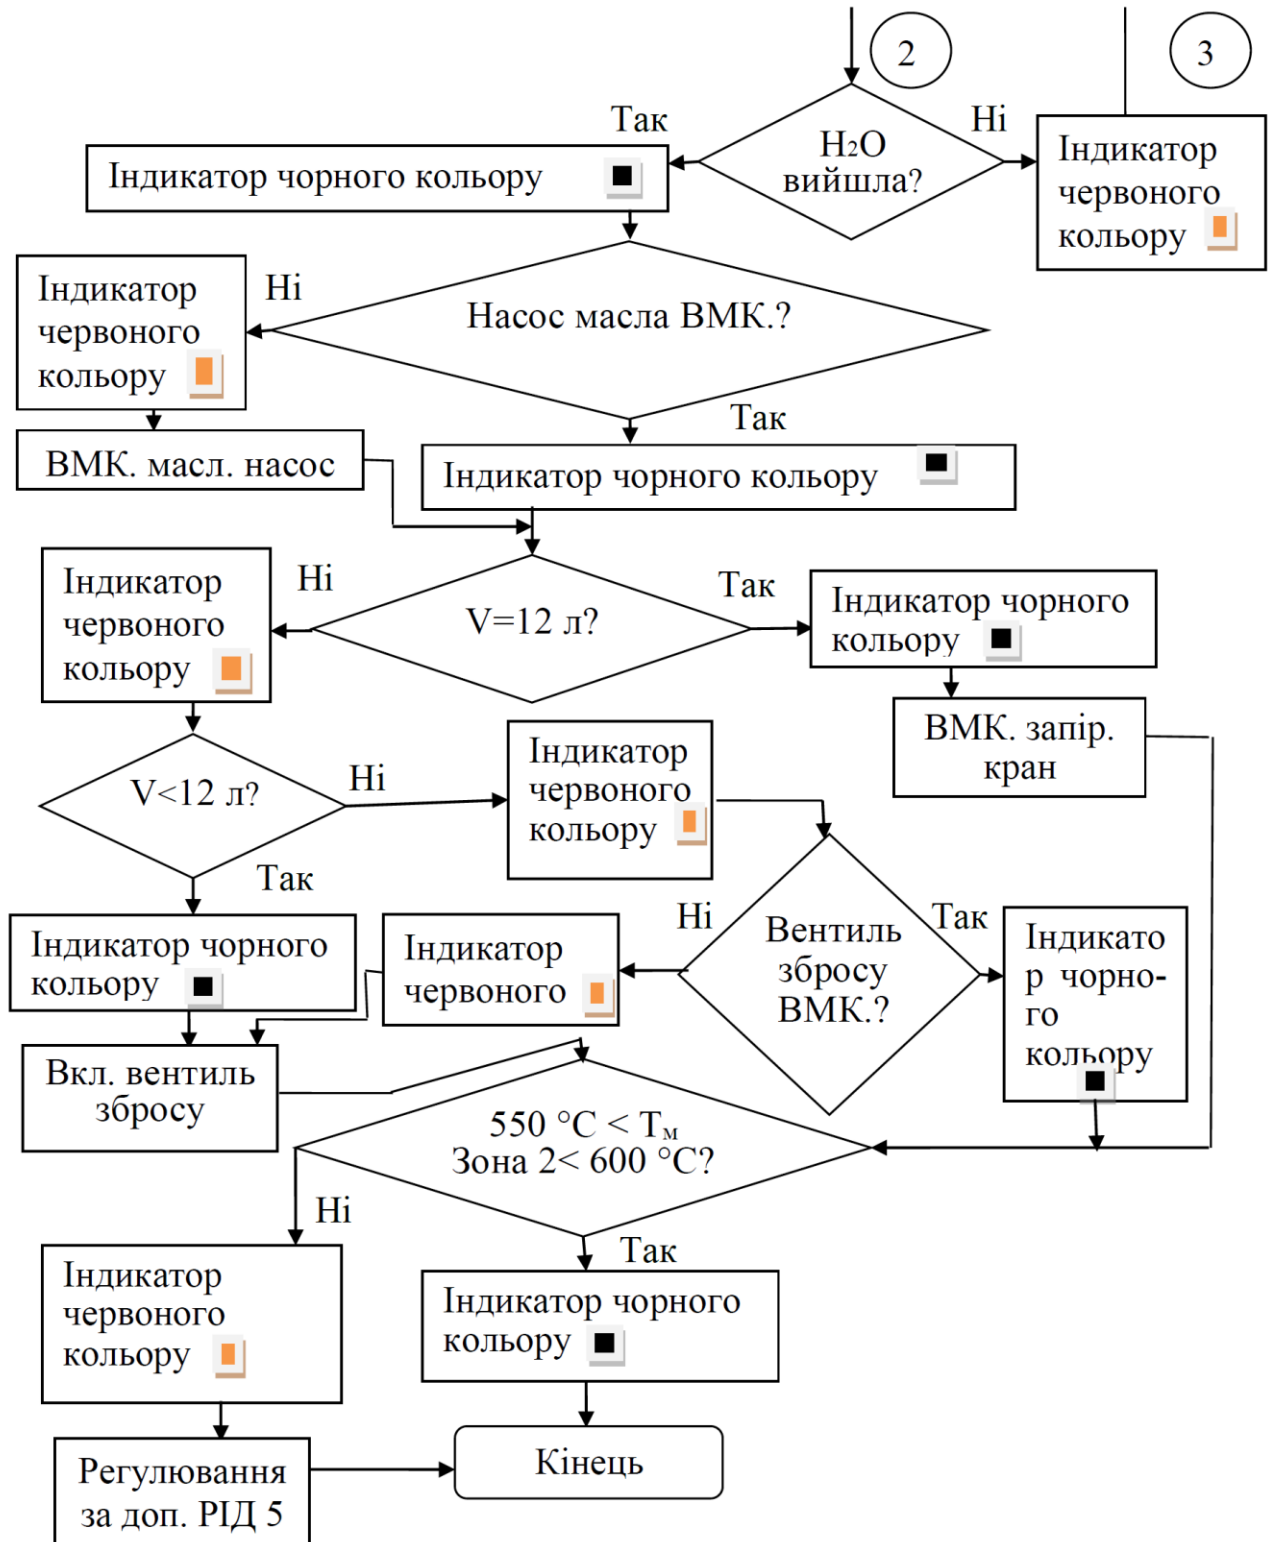 2
3
Так
Ні
H2O
вийшла?
Індикатор
червоного
кольору
Індикатор чорного кольору
Індикатор
червоного
кольору
Ні
Насос масла ВМК.?
Так
ВМК. масл. насос
Індикатор чорного кольору
Індикатор
червоного
кольору
Ні
V=12 л?
Так
Індикатор чорного
кольору
ВМК. запір.
кран
V<12 л?
Ні
Індикатор
червоного
кольору
Так
Індикатор чорного
кольору
Індикатор
червоного
Ні
Вентиль
збросу
ВМК.?
Так
Індикато
р чорно-
го
кольору
Вкл. вентиль
збросу
550 °C < Tм
Зона 2< 600 °C?
Ні
Так
Індикатор
червоного
кольору
Індикатор чорного
кольору
Регулювання
за доп. РІД 5
Кінець